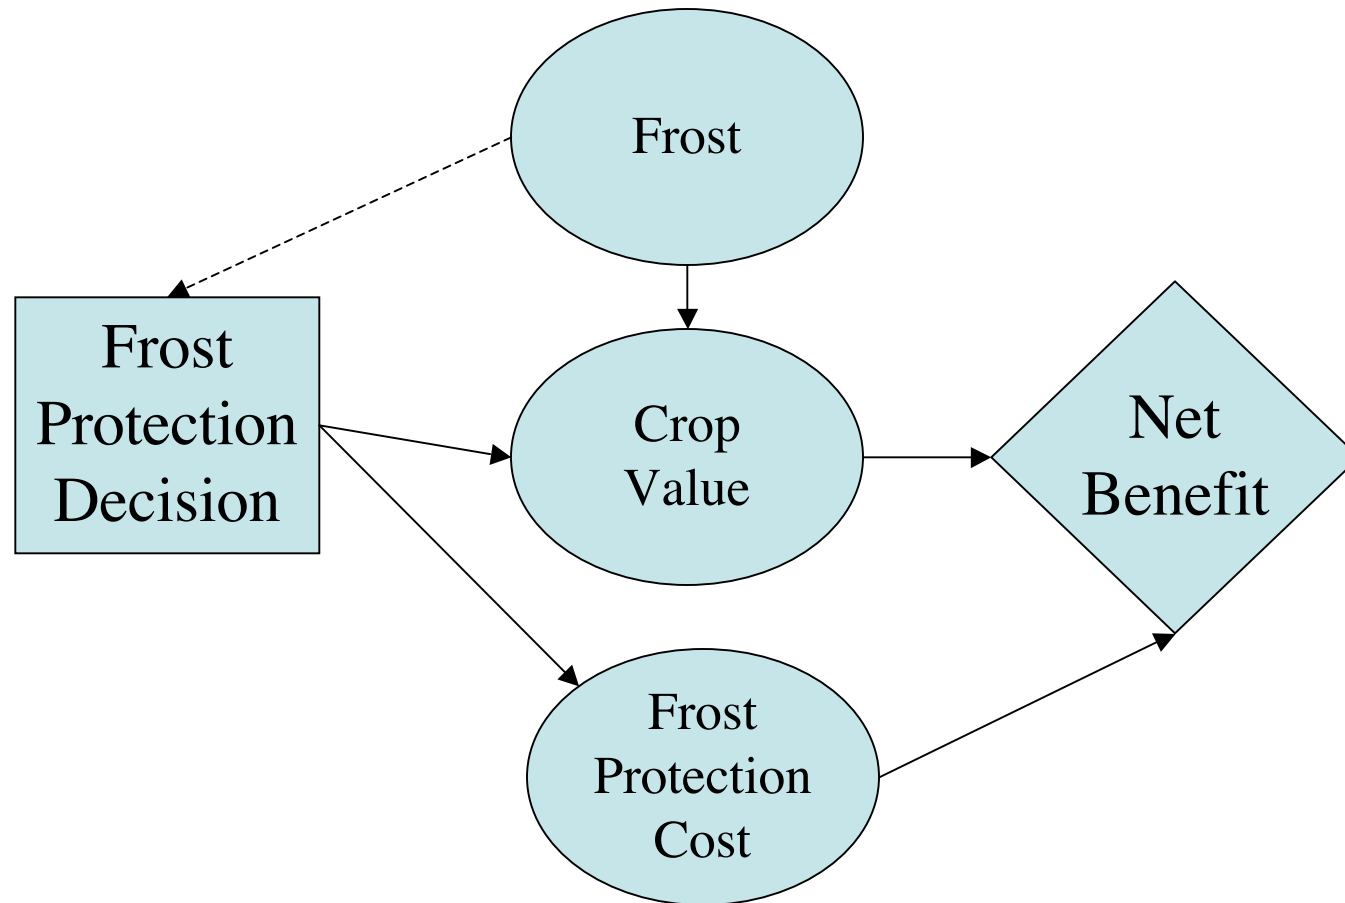 Frost
Frost
Protection
Decision
Crop
Value
Net
Benefit
Frost
Protection
Cost